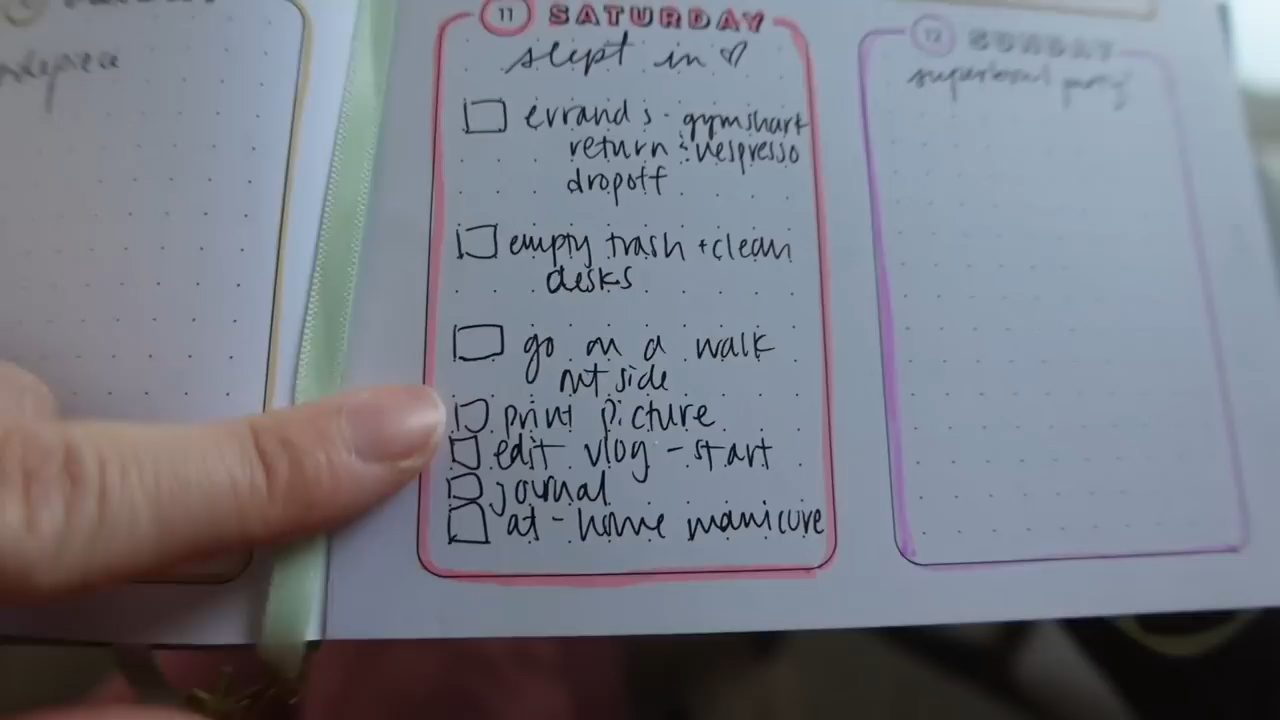 11 SATURDAY
slept in ♡
errands - gymshark
return & nespresso
dropoff
empty trash + clean
desks
go on a walk
outside
print picture
edit vlog - start
journal
at-home manicure
12 SUNDAY
superbowl party